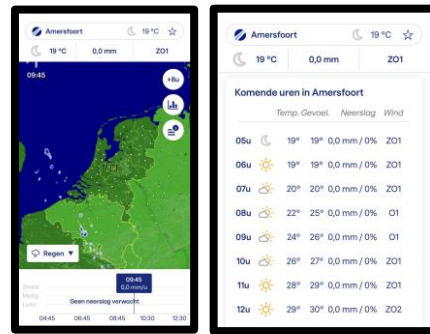 Amersfoort 19 °C
19 °C 0,0 mm ZO1
09:45
+8u
Regen ▼
09:45
0,0 mm/u
Zwaar
Matig
Licht
Geen neerslag verwacht.
04:45 06:45 08:45 10:30 12:30
Amersfoort 19 °C
19 °C 0,0 mm ZO1
Komende uren in Amersfoort
Temp. Gevoel. Neerslag Wind
05u 19° 19° 0,0 mm / 0% ZO1
06u 19° 19° 0,0 mm / 0% ZO1
07u 20° 20° 0,0 mm / 0% ZO1
08u 22° 25° 0,0 mm / 0% O1
09u 24° 26° 0,0 mm / 0% O1
10u 26° 27° 0,0 mm / 0% ZO1
11u 28° 29° 0,0 mm / 0% ZO1
12u 29° 30° 0,0 mm / 0% ZO2